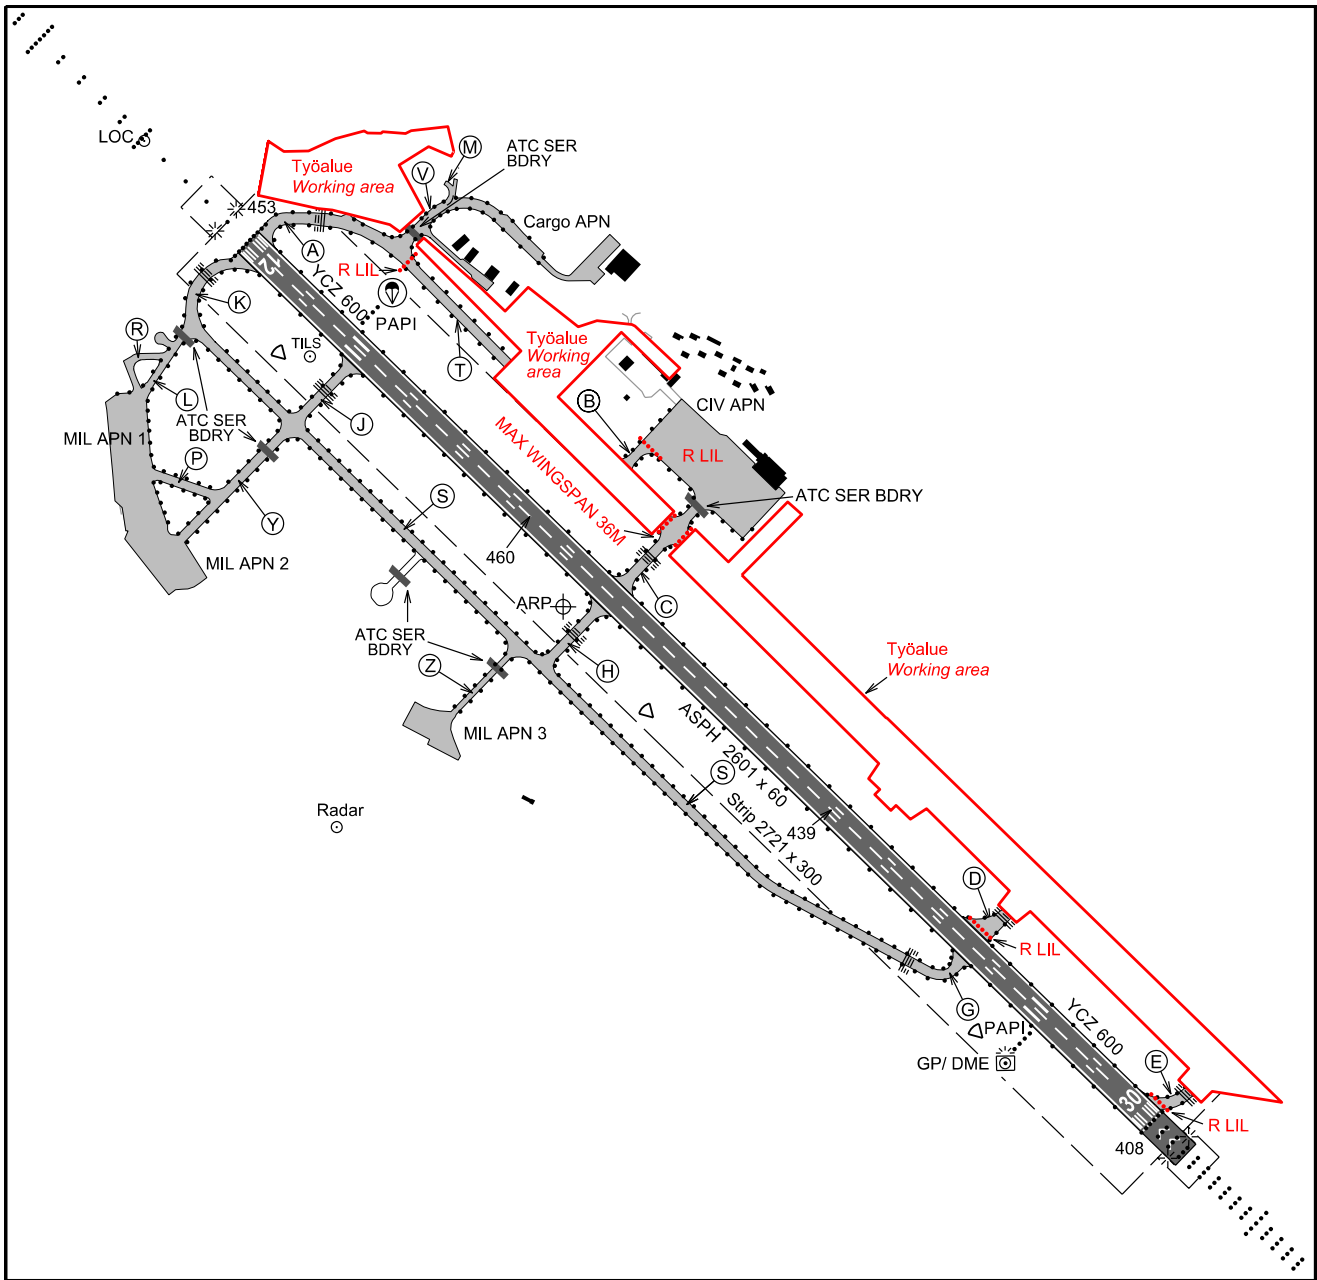 LOC
Työalue
Working area
ATC SER
BDRY
M
V
453
A
Cargo APN
R LIL
YCZ 600
PAPI
12
K
R
TILS
T
Työalue
Working
area
L
ATC SER
BDRY
J
B
CIV APN
MIL APN 1
P
MAX WINGSPAN 36M
R LIL
Y
S
ATC SER BDRY
MIL APN 2
460
ARP
C
ATC SER
BDRY
Z
H
Työalue
Working area
MIL APN 3
ASPH 2601 x 60
S
Strip 2721 x 300
Radar
439
D
R LIL
G
PAPI
YCZ 600
GP/ DME
E
30
R LIL
408